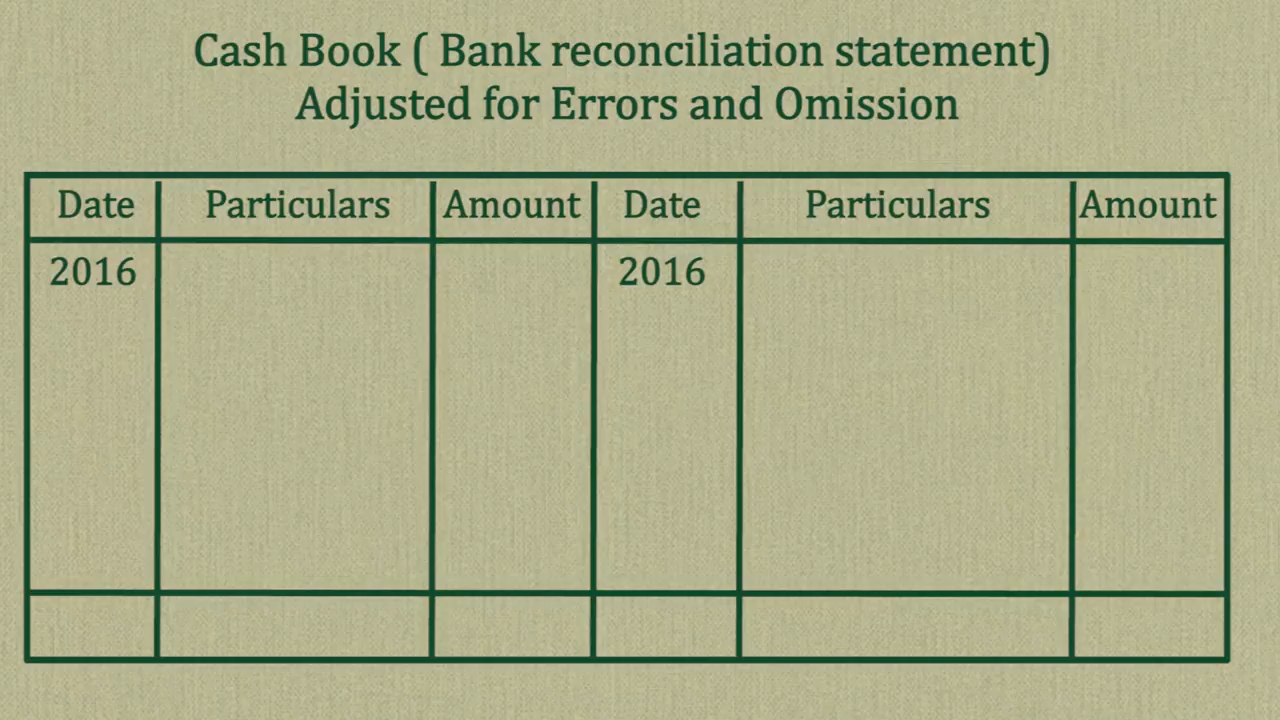 Cash Book ( Bank reconciliation statement)
Adjusted for Errors and Omission
Date Particulars Amount Date Particulars Amount
2016 2016